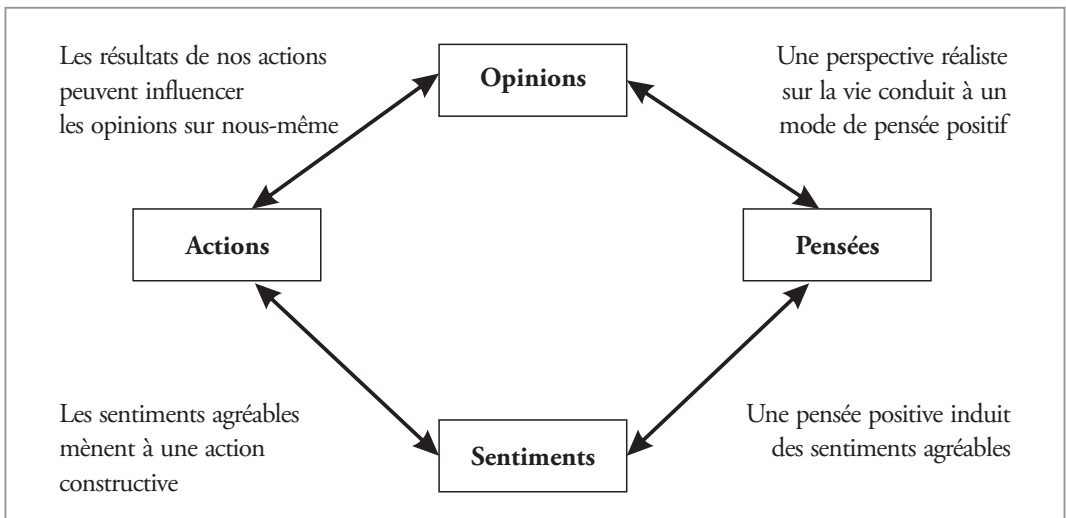 Les résultats de nos actions
peuvent influencer
les opinions sur nous-même
Opinions
Une perspective réaliste
sur la vie conduit à un
mode de pensée positif
Actions
Pensées
Les sentiments agréables
mènent à une action
constructive
Sentiments
Une pensée positive induit
des sentiments agréables